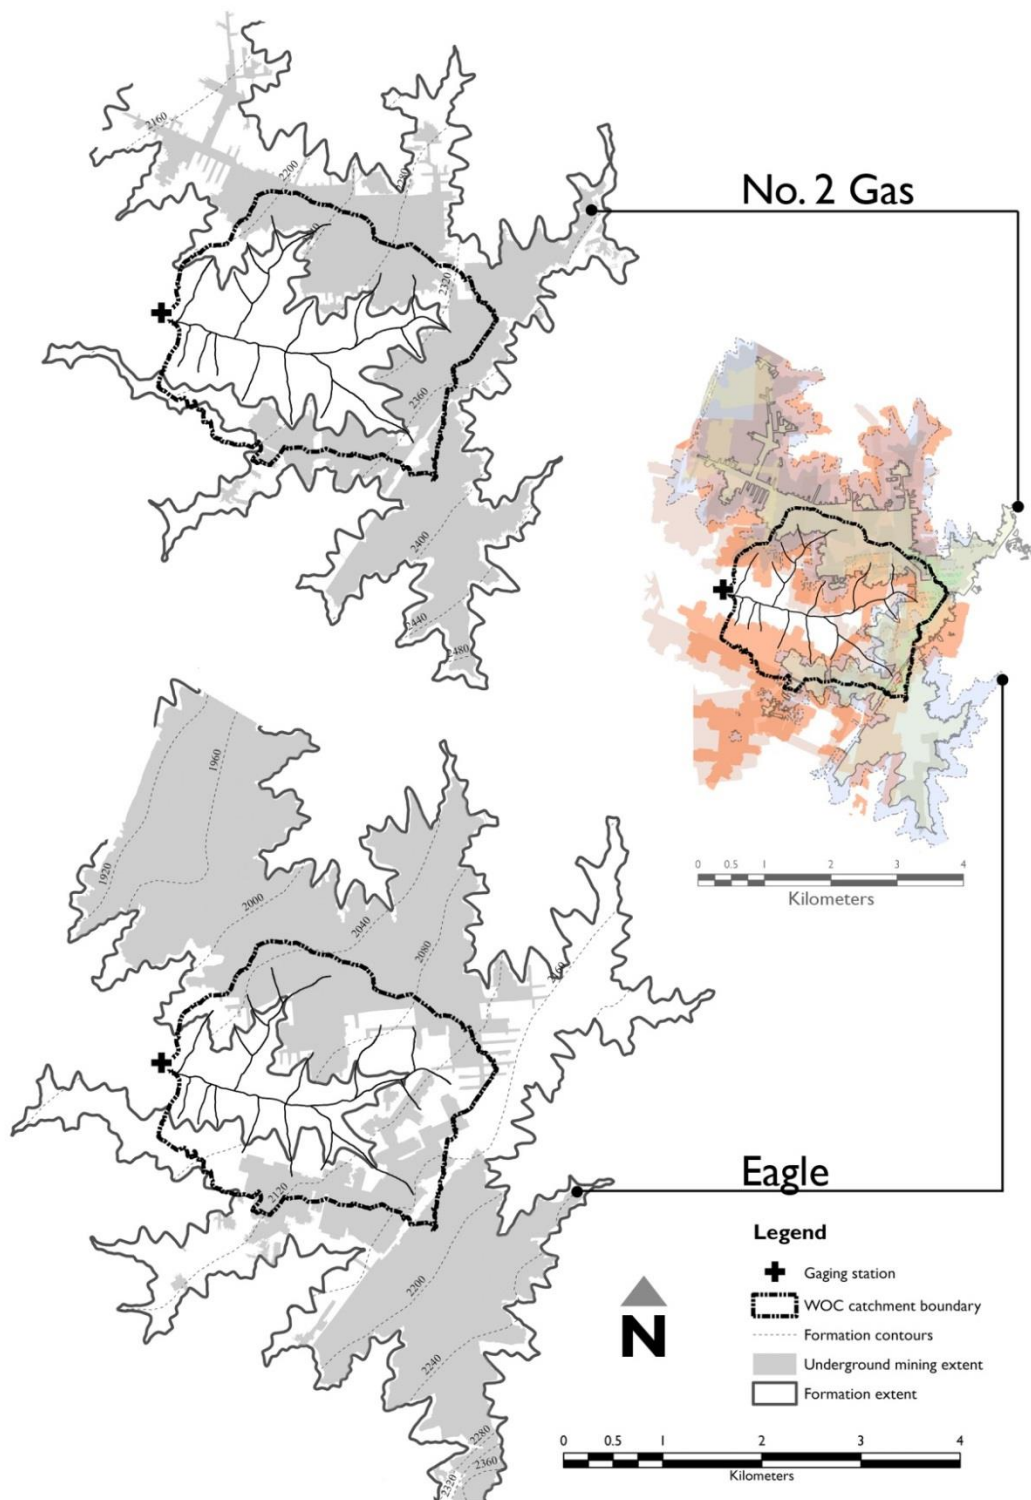 2160
2200
2280
No. 2 Gas
2320
2360
2400
2440
2480
0 0.5 1 2 3 4
Kilometers
1960
1920
2000
2040
2080
2160
2120
Eagle
2200
2240
2280
2360
2320
N
Legend
Gaging station
WOC catchment boundary
Formation contours
Underground mining extent
Formation extent
0 0.5 1 2 3 4
Kilometers